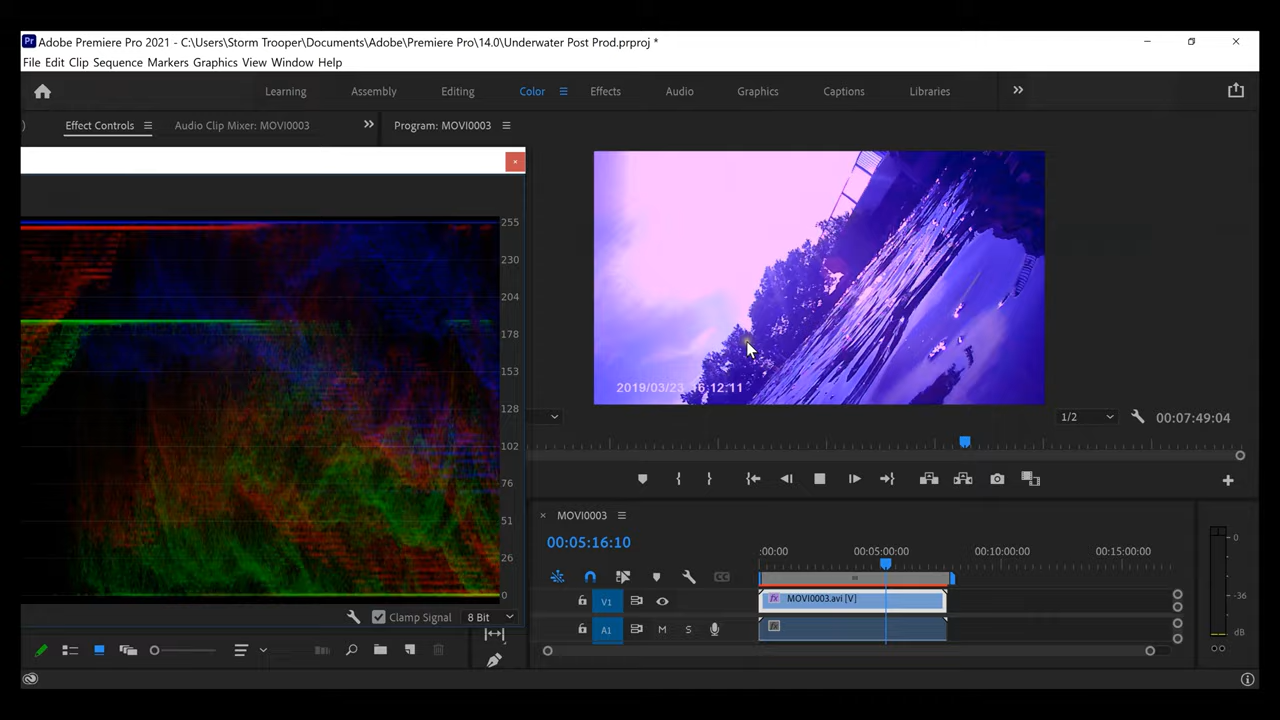 Adobe Premiere Pro 2021 - C:\Users\Storm Trooper\Documents\Adobe\Premiere Pro\14.0\Underwater Post Prod.prproj *
File Edit Clip Sequence Markers Graphics View Window Help
Learning Assembly Editing Color Effects Audio Graphics Captions Libraries
Effect Controls Audio Clip Mixer: MOVI0003 Program: MOVI0003
255
230
204
178
153
128
102
76
51
26
0
2019/03/23 16:12:11
1/2 00:07:49:04
Clamp Signal 8 Bit
MOVI0003
00:05:16:10
:00:00 00:05:00:00 00:10:00:00 00:15:00:00
V1 MOVI0003.avi [V]
A1 M S
0
-36
dB